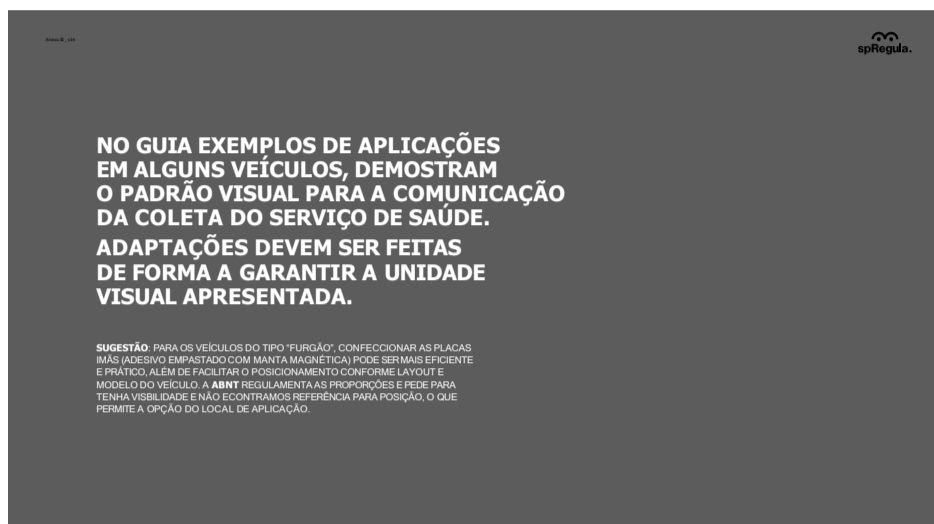 spRegula.
NO GUIA EXEMPLOS DE APLICAÇÕES
EM ALGUNS VEÍCULOS, DEMOSTRAM
O PADRÃO VISUAL PARA A COMUNICAÇÃO
DA COLETA DO SERVIÇO DE SAÚDE.
ADAPTAÇÕES DEVEM SER FEITAS
DE FORMA A GARANTIR A UNIDADE
VISUAL APRESENTADA.
SUGESTÃO: PARA OS VEÍCULOS DO TIPO "FURGÃO", CONFECCIONAR AS PLACAS
IMÃS (ADESIVO EMPASTADO COM MANTA MAGNÉTICA) PODE SER MAIS EFICIENTE
E PRÁTICO, ALÉM DE FACILITAR O POSICIONAMENTO CONFORME LAYOUT E
MODELO DO VEÍCULO. A ABNT REGULAMENTA AS PROPORÇÕES E PEDE PARA
TENHA VISBILIDADE E NÃO ECONTRAMOS REFERÊNCIA PARA POSIÇÃO, O QUE
PERMITE A OPÇÃO DO LOCAL DE APLICAÇÃO.